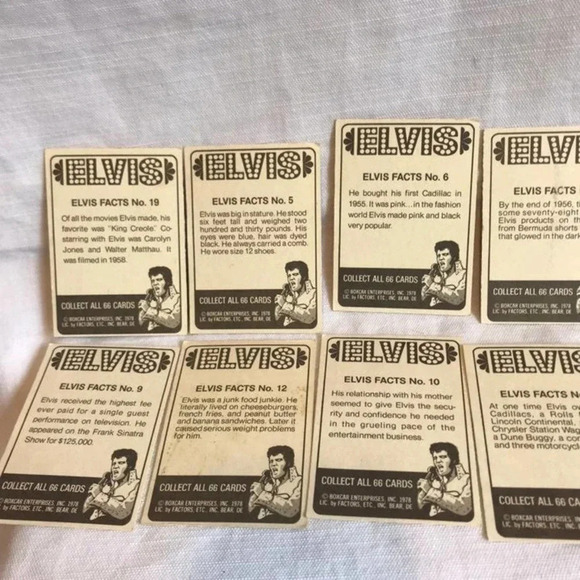 ELVIS
ELVIS FACTS No. 19
Of all the movies Elvis made, his
favorite was "King Creole." Co-
starring with Elvis was Carolyn
Jones and Walter Matthau. It
was filmed in 1958.
COLLECT ALL 66 CARDS
© BOXCAR ENTERPRISES, INC. 1978
LIC. by FACTORS, ETC., INC. BEAR, DE
ELVIS
ELVIS FACTS No. 5
Elvis was big in stature. He stood
six feet tall and weighed two
hundred and thirty pounds. His
eyes were blue, hair was dyed
black. He always carried a comb.
He wore size 12 shoes.
COLLECT ALL 66 CARDS
© BOXCAR ENTERPRISES, INC. 1978
LIC. by FACTORS, ETC., INC. BEAR, DE
ELVIS
ELVIS FACTS No. 6
He bought his first Cadillac in
1955. It was pink...in the fashion
world Elvis made pink and black
very popular.
COLLECT ALL 66 CARDS
© BOXCAR ENTERPRISES, INC. 1978
LIC. by FACTORS, ETC., INC. BEAR, DE
ELV
ELVIS FACTS
By the end of 1956, t
some seventy-eight
Elvis products on th
from Bermuda shorts
that glowed in the dark
COLLECT ALL 66 CARDS
© BOXCAR ENTERPRISES, INC. 1978
LIC. by FACTORS, ETC., INC. BEAR, DE
ELVIS
ELVIS FACTS No. 9
Elvis received the highest fee
ever paid for a single guest
performance on television. He
appeared on the Frank Sinatra
Show for $125,000.
COLLECT ALL 66 CARDS
© BOXCAR ENTERPRISES, INC. 1978
LIC. by FACTORS, ETC., INC. BEAR, DE
ELVIS
ELVIS FACTS No. 12
Elvis was a junk food junkie. He
literally lived on cheeseburgers,
french fries, and peanut butter
and banana sandwiches. Later it
caused serious weight problems
for him.
COLLECT ALL 66 CARDS
© BOXCAR ENTERPRISES, INC. 1978
LIC. by FACTORS, ETC., INC. BEAR, DE
ELVIS
ELVIS FACTS No. 10
His relationship with his mother
seemed to give Elvis the secur-
ity and confidence he needed
in the grueling pace of the
entertainment business.
COLLECT ALL 66 CARDS
© BOXCAR ENTERPRISES, INC. 1978
LIC. by FACTORS, ETC., INC. BEAR, DE
ELVIS
ELVIS FACTS No
At one time Elvis ow
Cadillacs, a Rolls
Lincoln Continental,
Chrysler Station Wag
a Dune Buggy, a co
and three motorcycl
COLLECT ALL 66 CARDS
© BOXCAR ENTERPRISES, INC. 1978
LIC. by FACTORS, ETC., INC. BEAR, DE